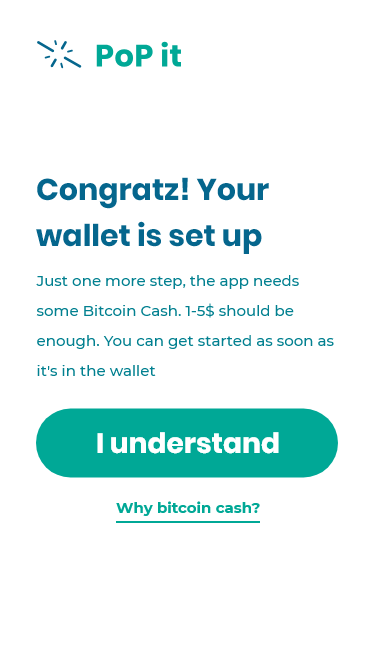 PoP it
Congratz! Your
wallet is set up
Just one more step, the app needs
some Bitcoin Cash. 1-5$ should be
enough. You can get started as soon as
it's in the wallet
I understand
Why bitcoin cash?